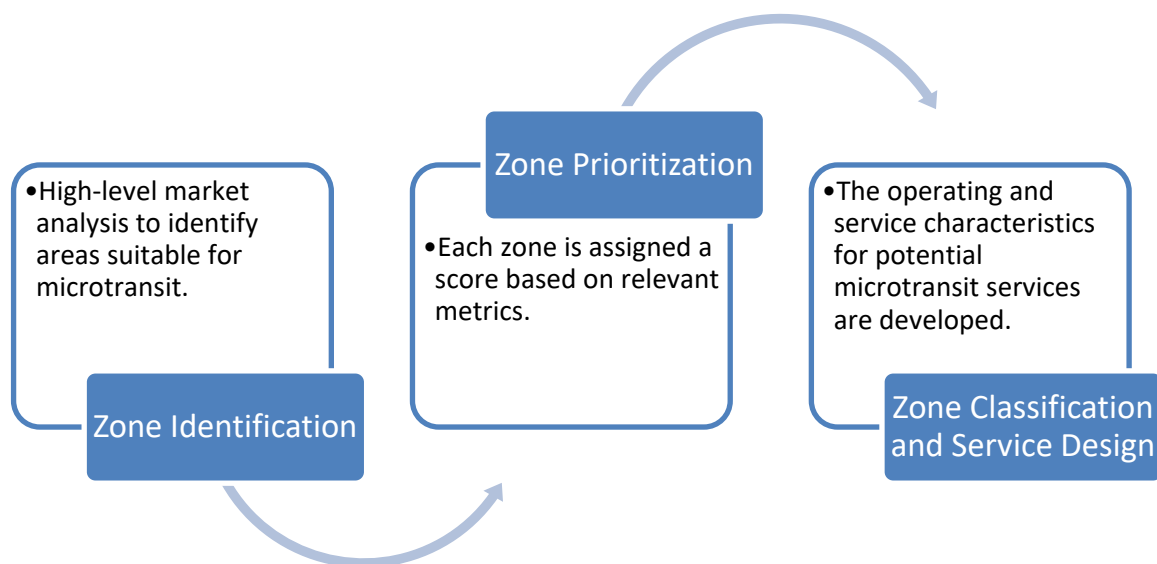 •High-level market
analysis to identify
areas suitable for
microtransit.
Zone Identification
Zone Prioritization
•Each zone is assigned a
score based on relevant
metrics.
•The operating and
service characteristics
for potential
microtransit services
are developed.
Zone Classification
and Service Design